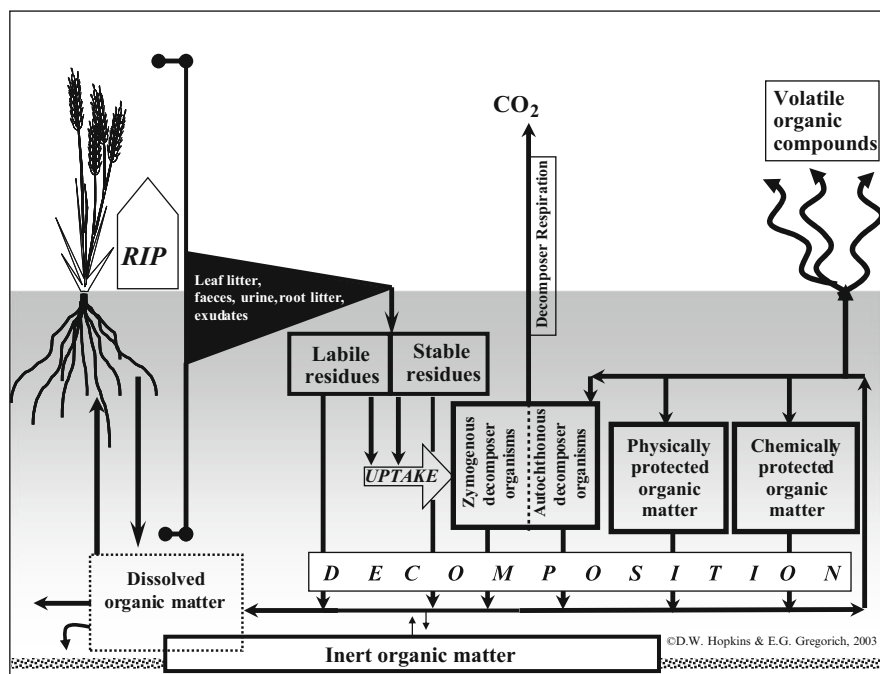 CO2
Volatile
organic
compounds
RIP
Decomposer Respiration
Leaf litter,
faeces, urine, root litter,
exudates
Labile
residues
Stable
residues
UPTAKE
Zymogenous
decomposer
organisms
Autochthonous
decomposer
organisms
Physically
protected
organic
matter
Chemically
protected
organic
matter
DECOMPOSITION
Dissolved
organic matter
Inert organic matter
©D.W. Hopkins & E.G. Gregorich, 2003